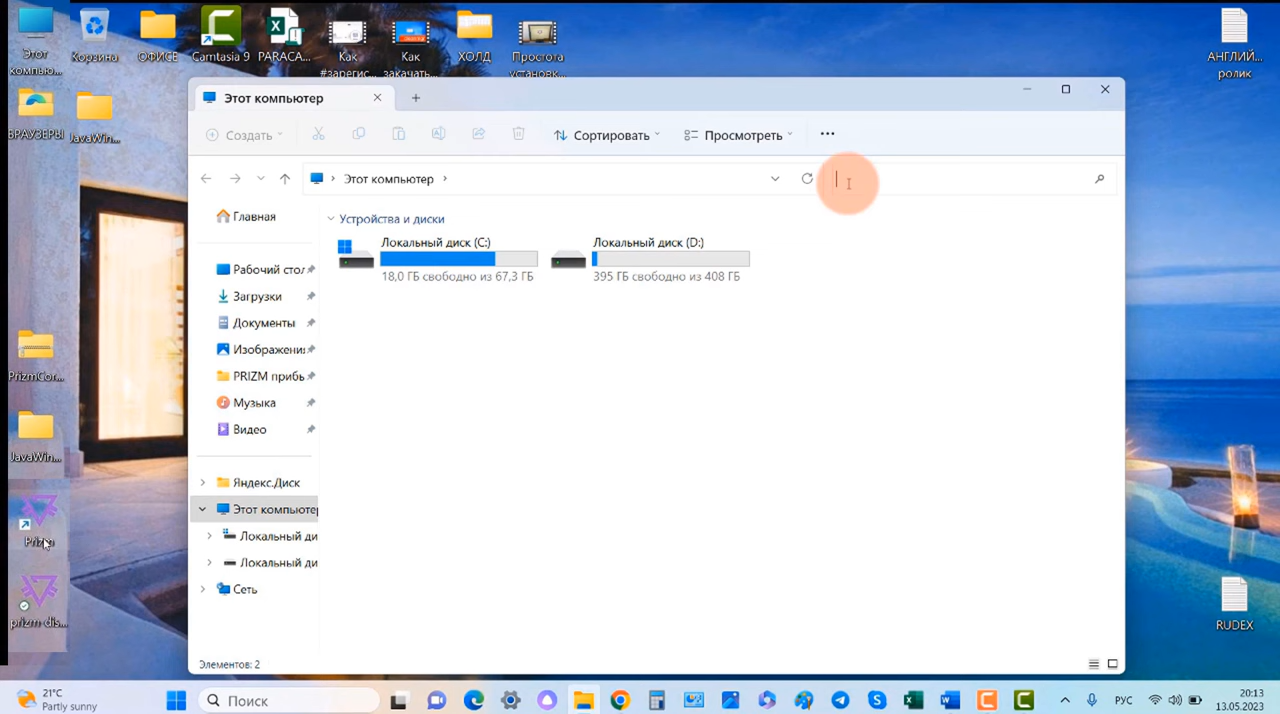 Этот
компью...
Корзина
ОФИСЕ
Camtasia 9
PARACA...
Как
#зарегис...
Как
закачать...
ХОЛД
Простота
установк...
АНГЛИЙ...
ролик
БРАУЗЕРЫ
JavaWin...
PrizmCor...
JavaWin...
Prizm
prizm-dis...
RUDEX
Этот компьютер
Создать
Сортировать
Просмотреть
Этот компьютер
Главная
Рабочий стол
Загрузки
Документы
Изображения
PRIZM прибь
Музыка
Видео
Яндекс.Диск
Этот компьютер
Локальный ди
Локальный ди
Сеть
Устройства и диски
Локальный диск (C:)
18,0 ГБ свободно из 67,3 ГБ
Локальный диск (D:)
395 ГБ свободно из 408 ГБ
Элементов: 2
21°C
Partly sunny
Поиск
РУС
20:13
13.05.2023